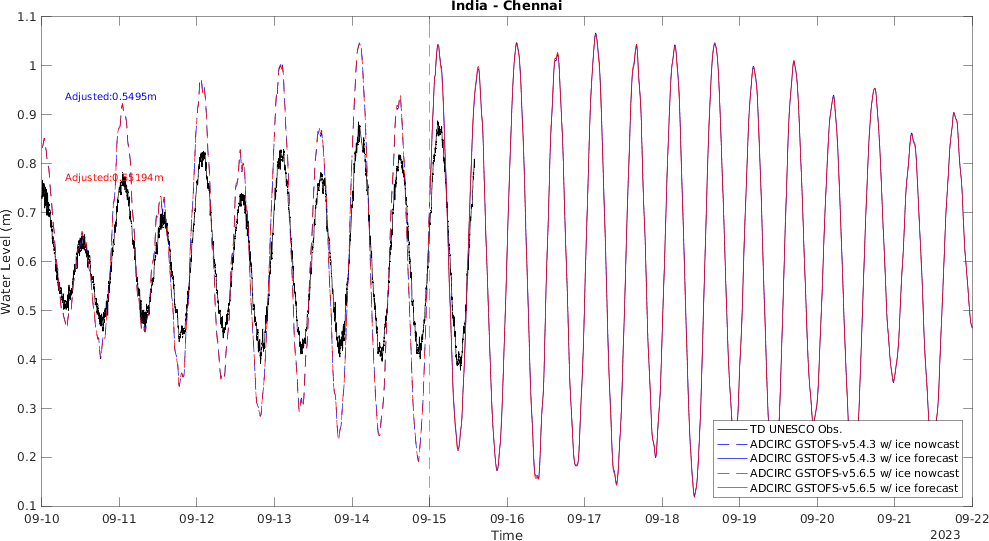 India - Chennai
Water Level (m)
1.1
1
0.9
0.8
0.7
0.6
0.5
0.4
0.3
0.2
0.1
Adjusted:0.5495m
Adjusted:0.55194m
TD UNESCO Obs.
ADCIRC GSTOFS-v5.4.3 w/ ice nowcast
ADCIRC GSTOFS-v5.4.3 w/ ice forecast
ADCIRC GSTOFS-v5.6.5 w/ ice nowcast
ADCIRC GSTOFS-v5.6.5 w/ ice forecast
09-10 09-11 09-12 09-13 09-14 09-15 09-16 09-17 09-18 09-19 09-20 09-21 09-22
Time
2023